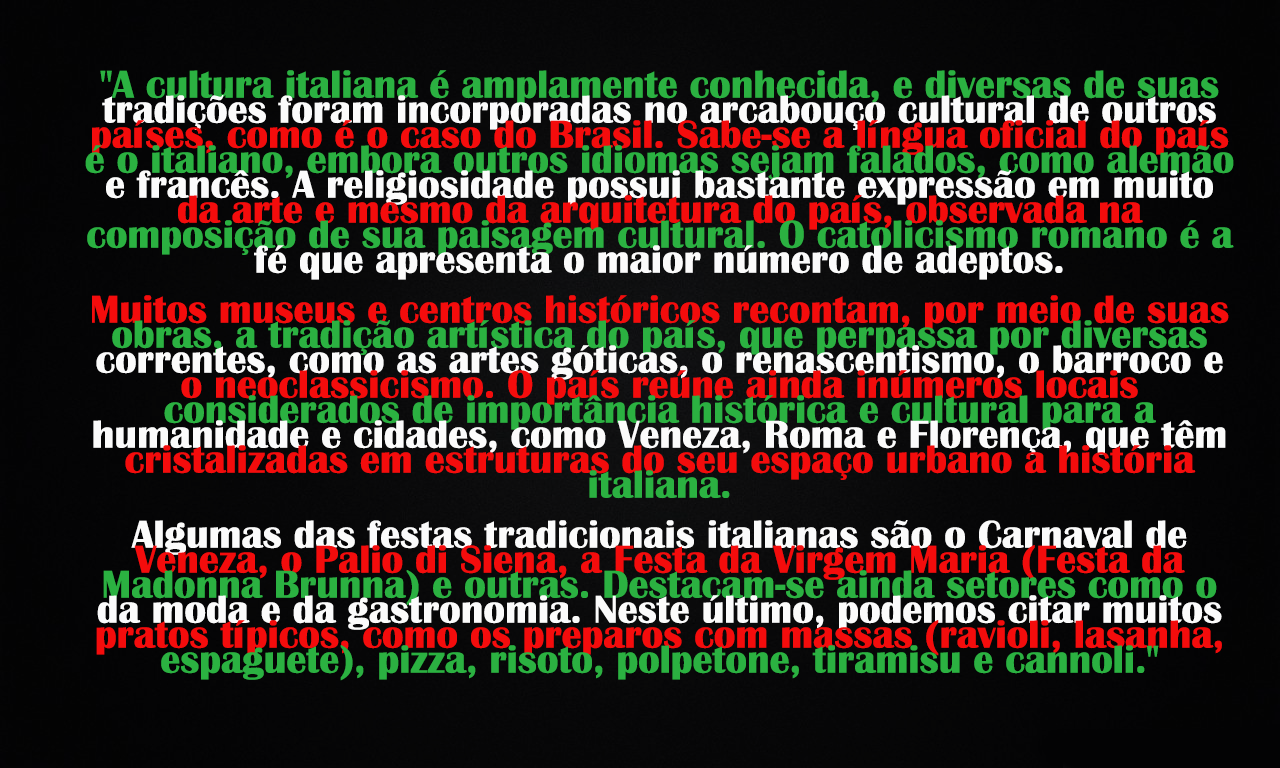 "A cultura italiana é amplamente conhecida, e diversas de suas
tradições foram incorporadas no arcabouço cultural de outros
países, como é o caso do Brasil. Sabe-se a língua oficial do país
é o italiano, embora outros idiomas sejam falados, como alemão
e francês. A religiosidade possui bastante expressão em muito
da arte e mesmo da arquitetura do país, observada na
composição de sua paisagem cultural. O catolicismo romano é a
fé que apresenta o maior número de adeptos.
Muitos museus e centros históricos recontam, por meio de suas
obras, a tradição artística do país, que perpassa por diversas
correntes, como as artes góticas, o renascentismo, o barroco e
o neoclassicismo. O país reúne ainda inúmeros locais
considerados de importância histórica e cultural para a
humanidade e cidades, como Veneza, Roma e Florença, que têm
cristalizadas em estruturas do seu espaço urbano a história
italiana.
Algumas das festas tradicionais italianas são o Carnaval de
Veneza, o Palio di Siena, a Festa da Virgem Maria (Festa da
Madonna Brunna) e outras. Destacam-se ainda setores como o
da moda e da gastronomia. Neste último, podemos citar muitos
pratos típicos, como os preparos com massas (ravioli, lasanha,
espaguete), pizza, risoto, polpetone, tiramisu e cannoli."